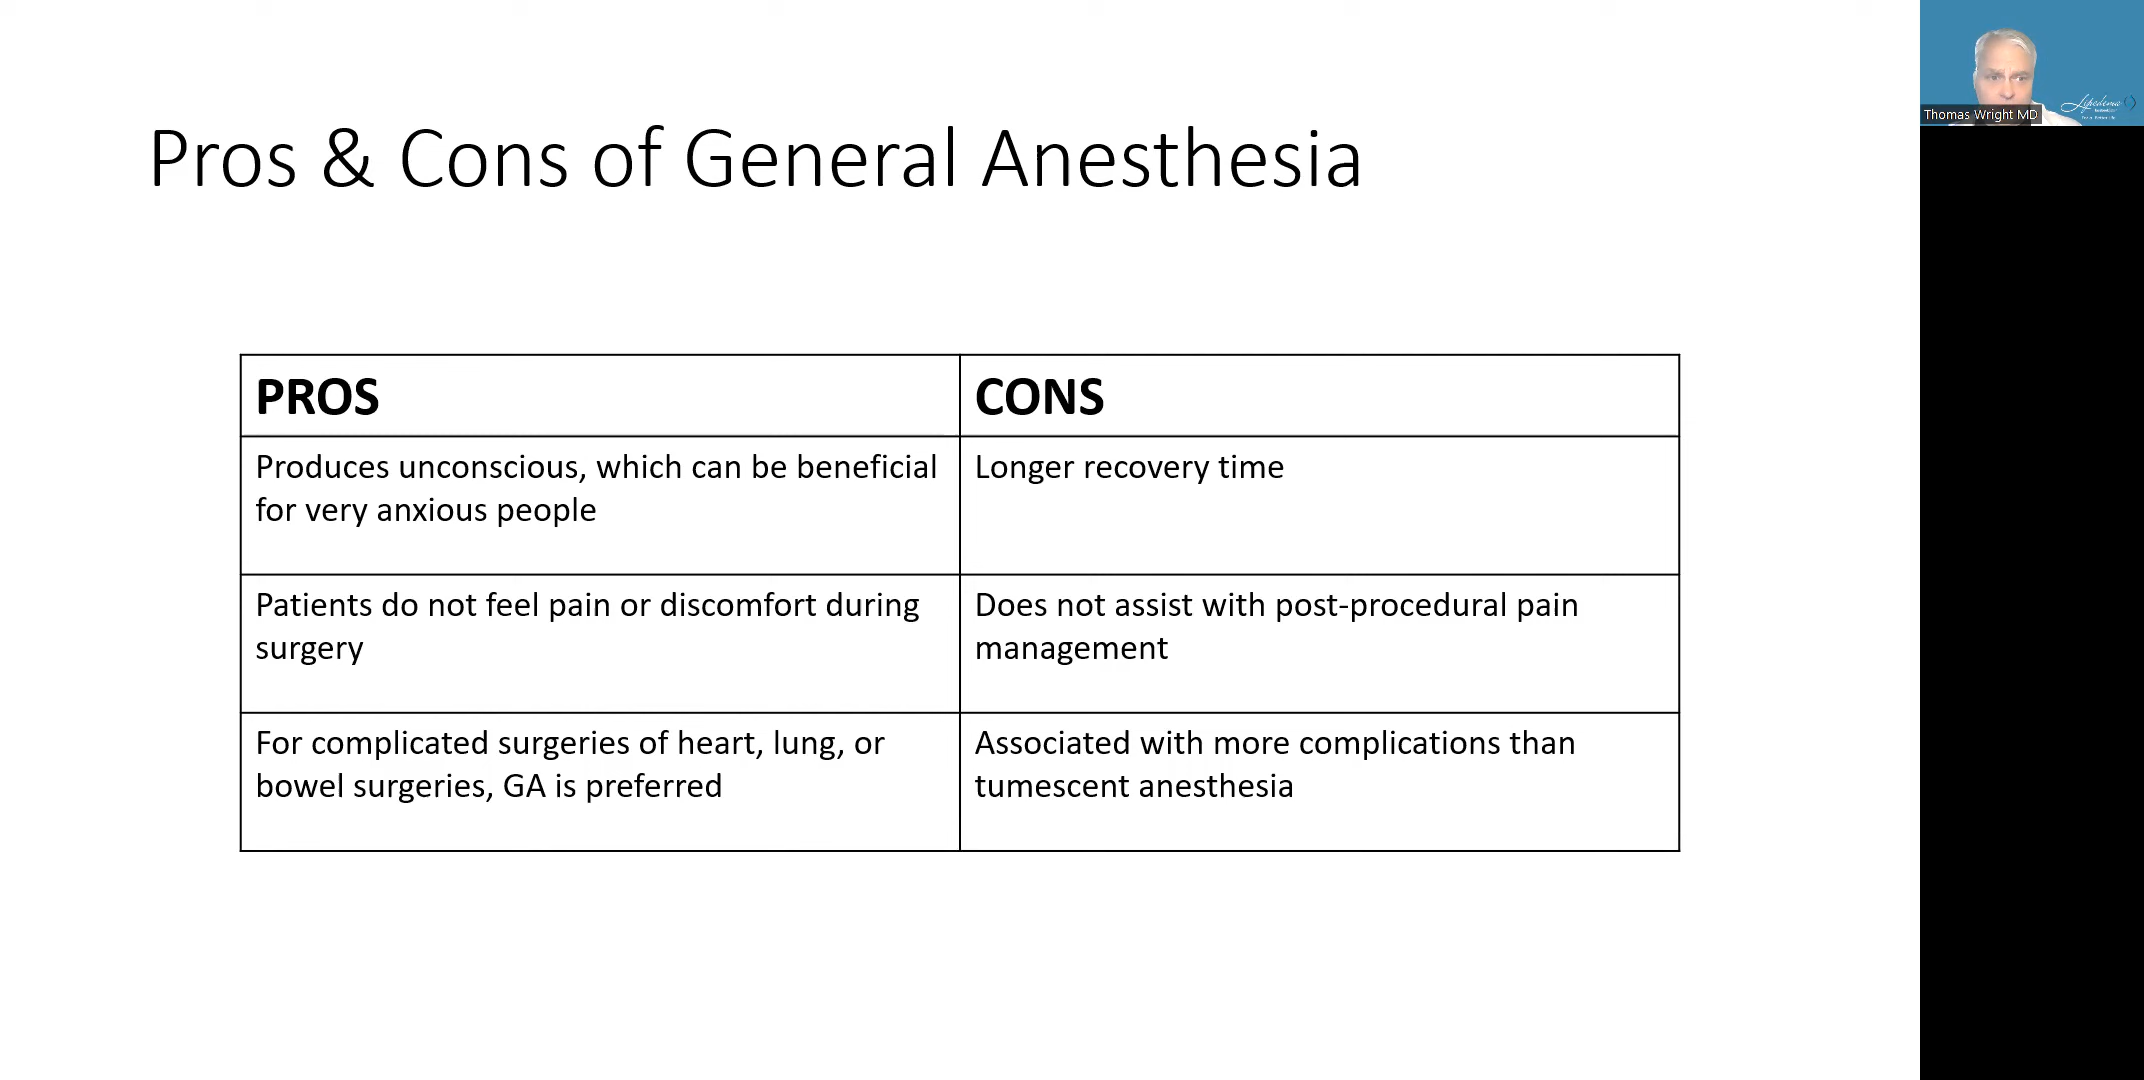 Pros & Cons of General Anesthesia
PROS
CONS
Produces unconscious, which can be beneficial
for very anxious people
Longer recovery time
Patients do not feel pain or discomfort during
surgery
Does not assist with post-procedural pain
management
For complicated surgeries of heart, lung, or
bowel surgeries, GA is preferred
Associated with more complications than
tumescent anesthesia
Thomas Wright MD
Lipedema